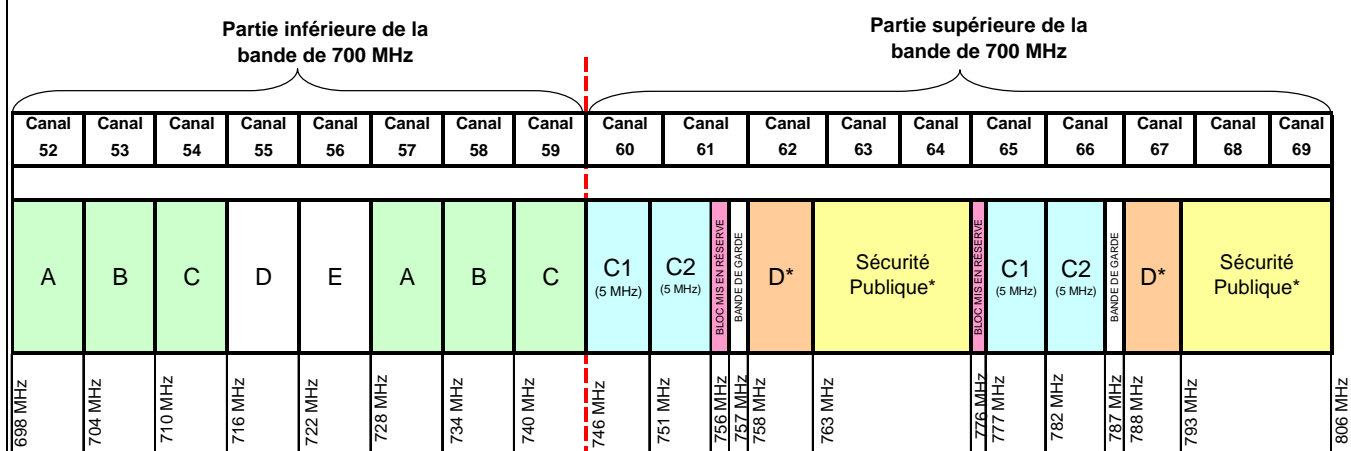 Partie inférieure de la
bande de 700 MHz
Partie supérieure de la
bande de 700 MHz
Canal Canal Canal Canal Canal Canal Canal Canal Canal Canal Canal Canal Canal Canal Canal Canal Canal Canal
52 53 54 55 56 57 58 59 60 61 62 63 64 65 66 67 68 69
A B C D E A B C
C1
(5 MHz)
C2
(5 MHz)
BLOC MIS EN RÉSERVE
BANDE DE GARDE
D*
Sécurité
Publique*
BLOC MIS EN RÉSERVE
C1
(5 MHz)
C2
(5 MHz)
BANDE DE GARDE
D*
Sécurité
Publique*
698 MHz
704 MHz
710 MHz
716 MHz
722 MHz
728 MHz
734 MHz
740 MHz
746 MHz
751 MHz
756 MHz
757 MHz
758 MHz
763 MHz
776 MHz
777 MHz
782 MHz
787 MHz
788 MHz
793 MHz
806 MHz